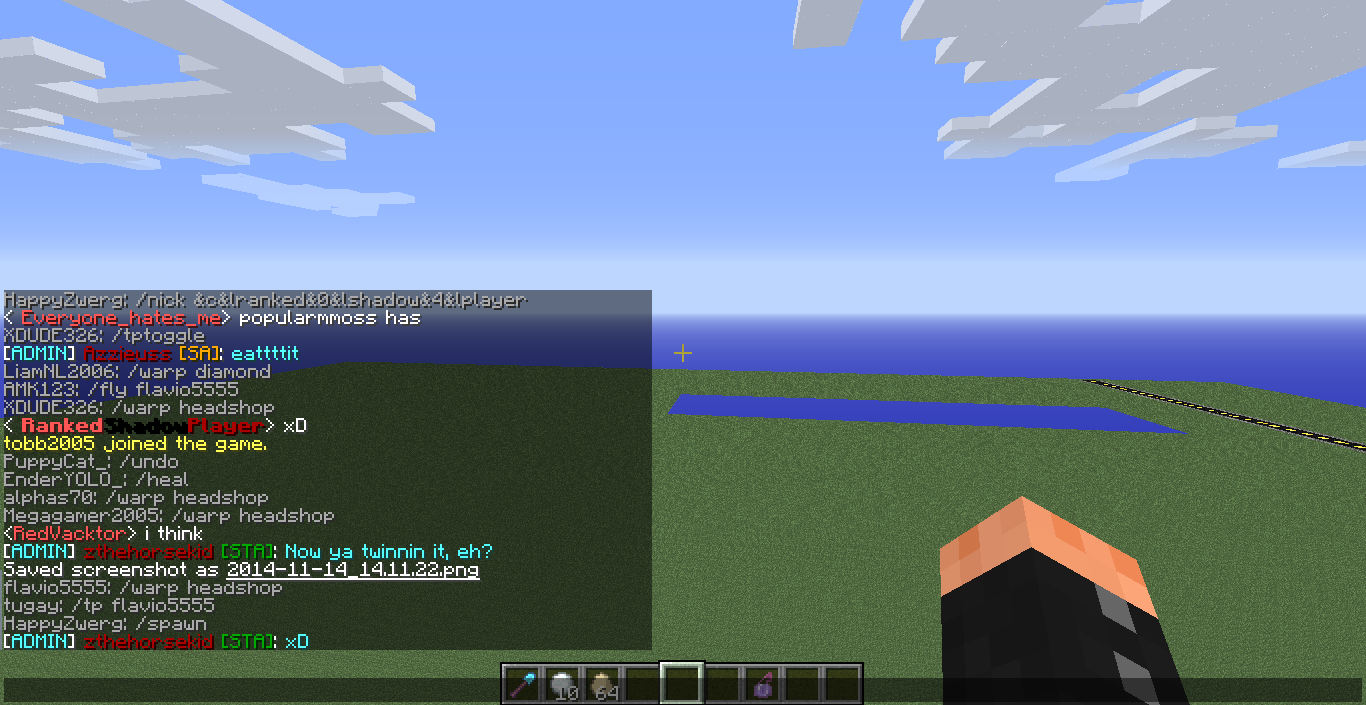 HappyZwerg: /nick &c&lranked&0&lshadow&4&lplayer
< Everyone_hates_me> popularmmoss has
XDUDE326: /tptoggle
[ADMIN] Azzieuss [SA]: eattttit
LiamNL2006: /warp diamond
AMK123: /fly flavio5555
XDUDE326: /warp headshop
< RankedShadowPlayer> xD
tobb2005 joined the game.
PuppyCat_: /undo
EnderYOLO_: /heal
alphas70: /warp headshop
Megagamer2005: /warp headshop
<RedVacktor> i think
[ADMIN] zthehorsekid [STA]: Now ya twinnin it, eh?
Saved screenshot as 2014-11-14_14.11.22.png
flavio5555: /warp headshop
tugay: /tp flavio5555
HappyZwerg: /spawn
[ADMIN] zthehorsekid [STA]: xD
10 64